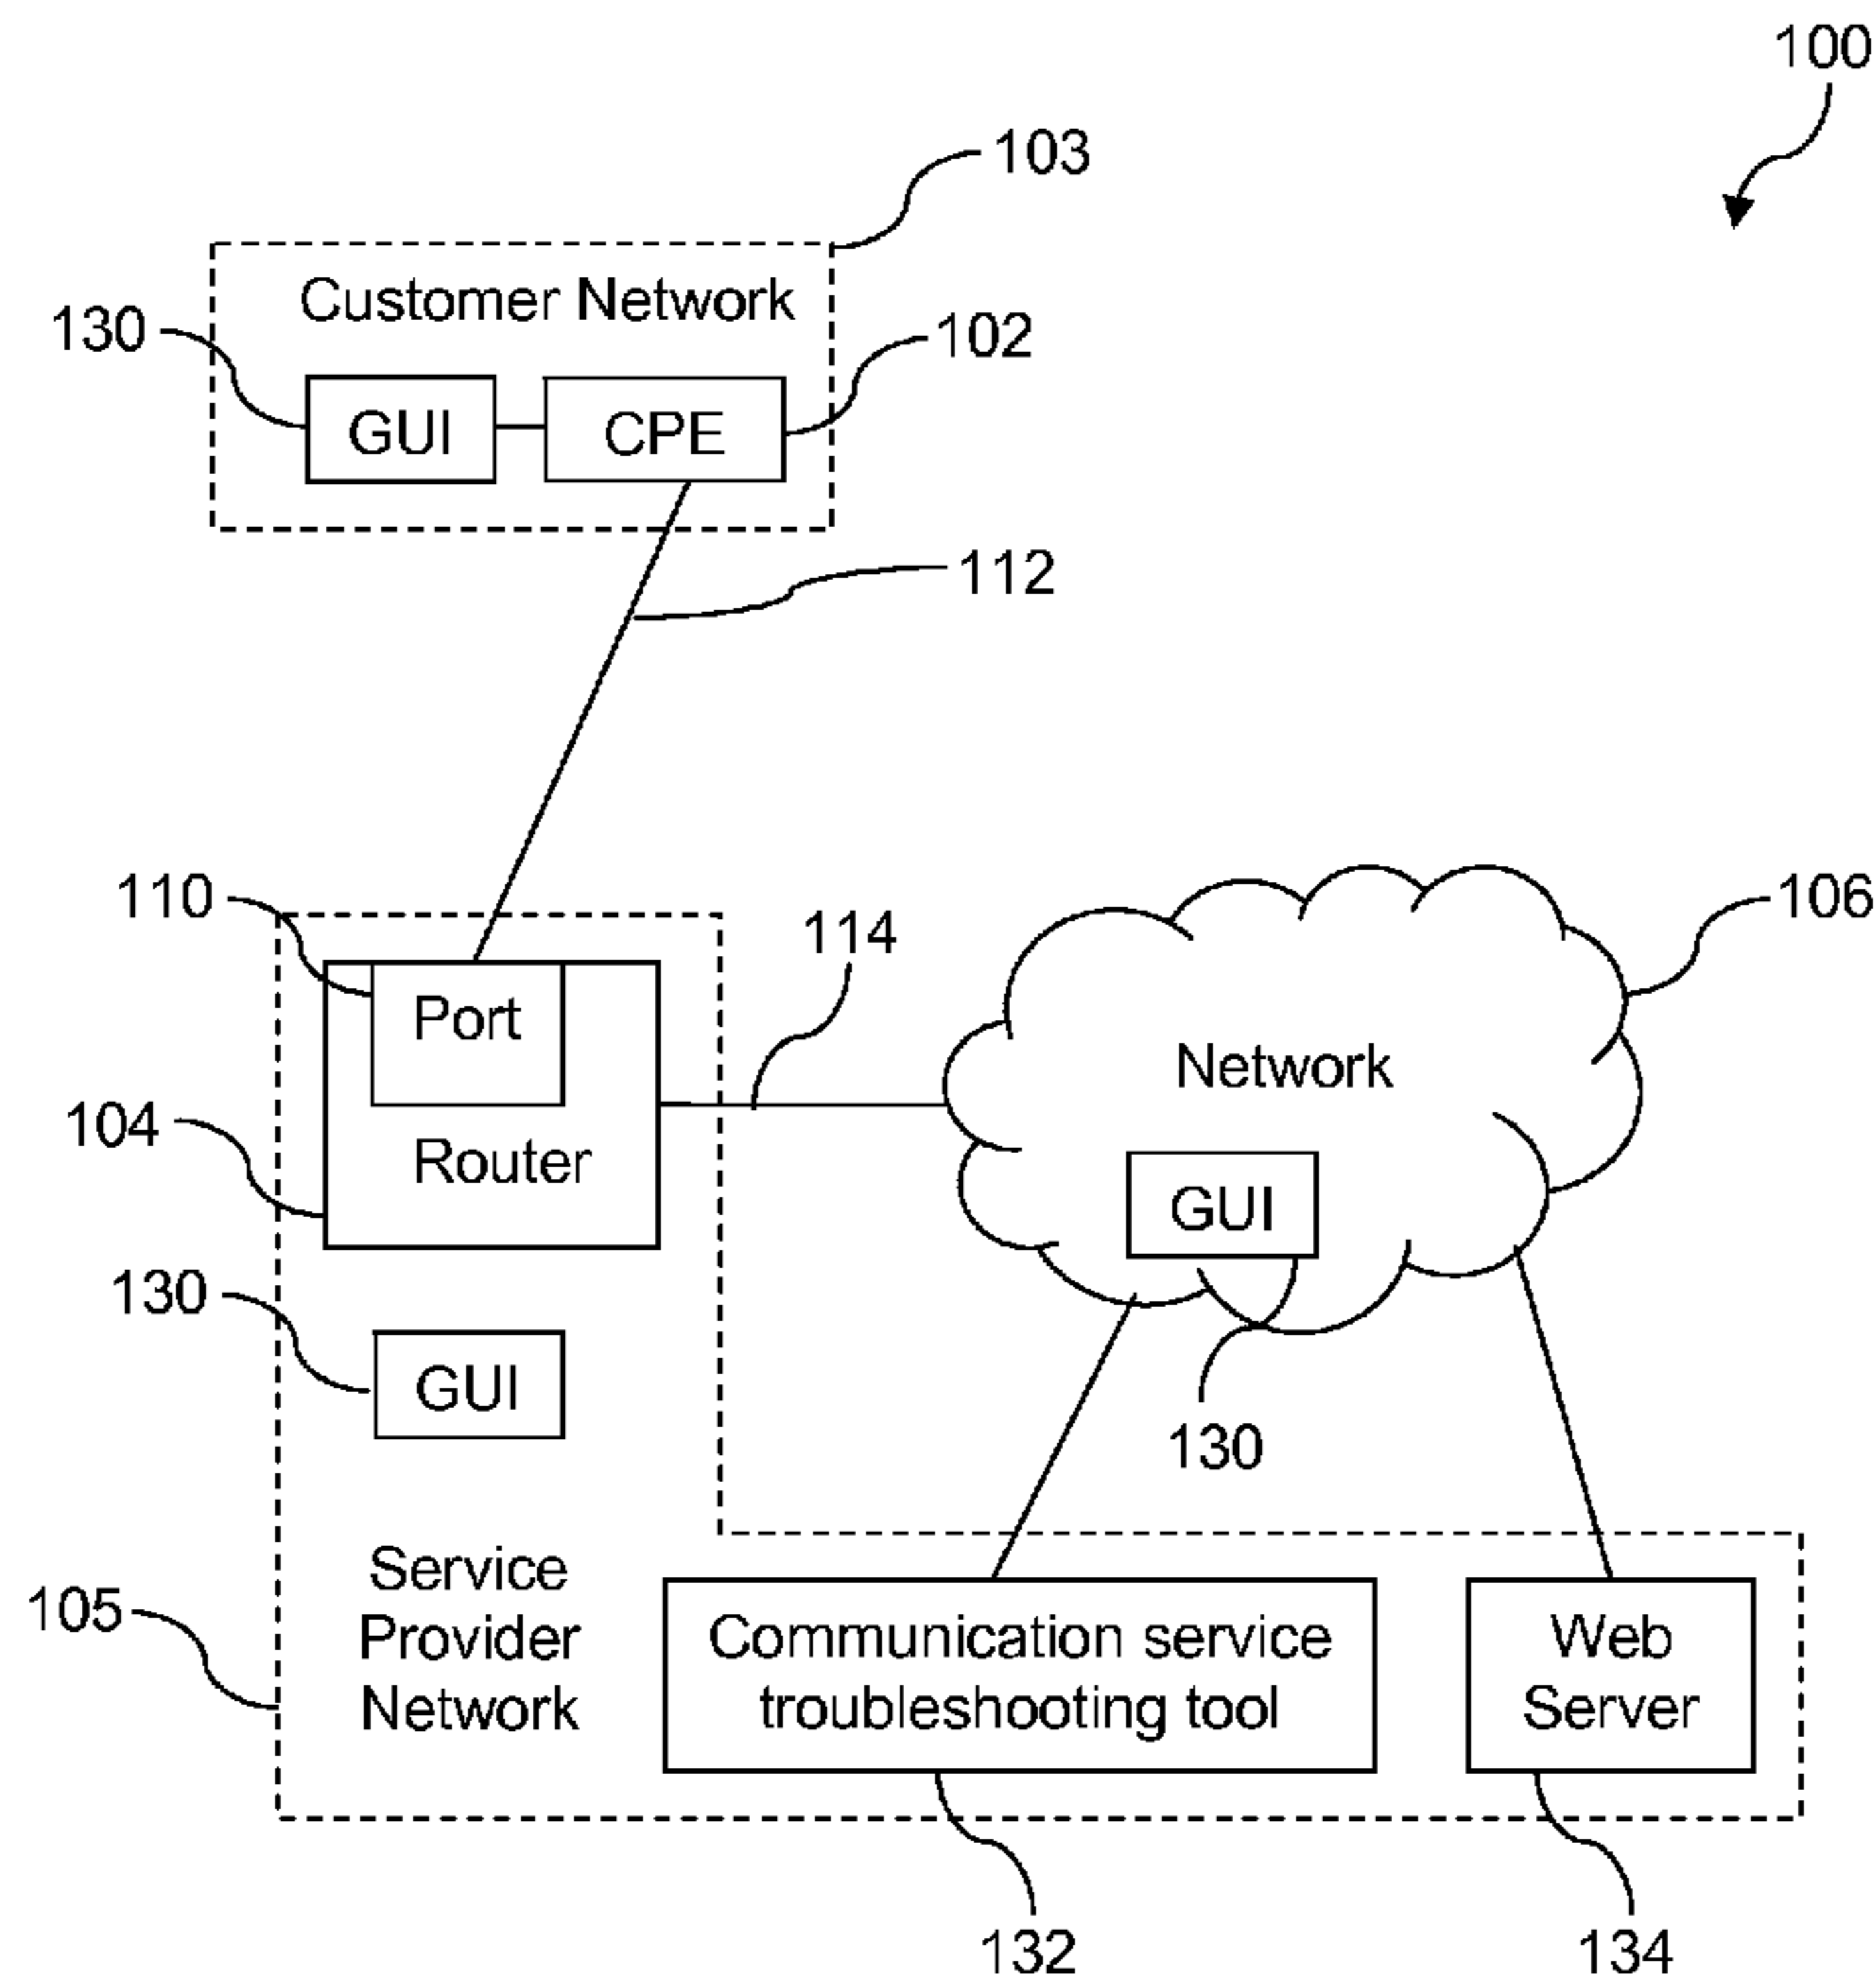 100
103
Customer Network
130
102
GUI
CPE
112
110
114
106
Port
Network
104
Router
GUI
130
GUI
130
Service
Provider
Network
105
Communication service
troubleshooting tool
Web
Server
132
134